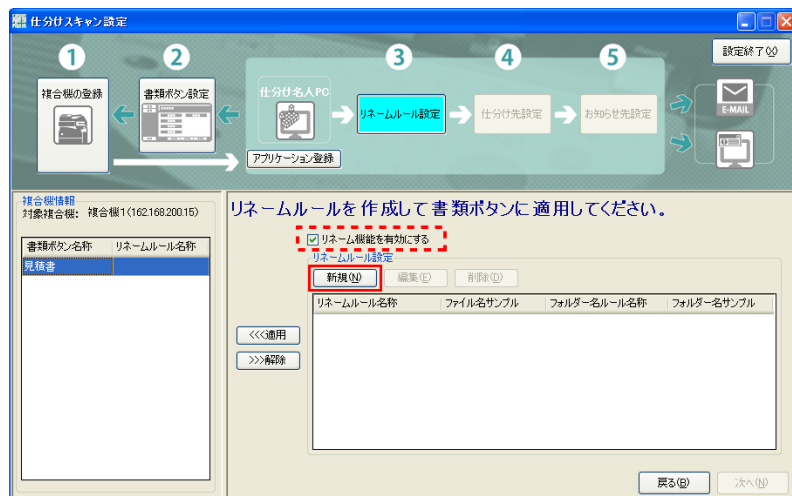 仕分けスキャン設定
設定終了(X)
1 2 3 4 5
複合機の登録
書類ボタン設定
仕分け名人PC
リネームルール設定
仕分け先設定
お知らせ先設定
E-MAIL
アプリケーション登録
複合機情報
対象複合機: 複合機1(162.168.200.15)
書類ボタン名称 リネームルール名称
見積書
リネームルールを作成して書類ボタンに適用してください。
リネーム機能を有効にする
リネームルール設定
新規(N) 編集(E) 削除(D)
リネームルール名称 ファイル名サンプル フォルダー名ルール名称 フォルダー名サンプル
<<<適用
>>>解除
戻る(B) 次へ(N)